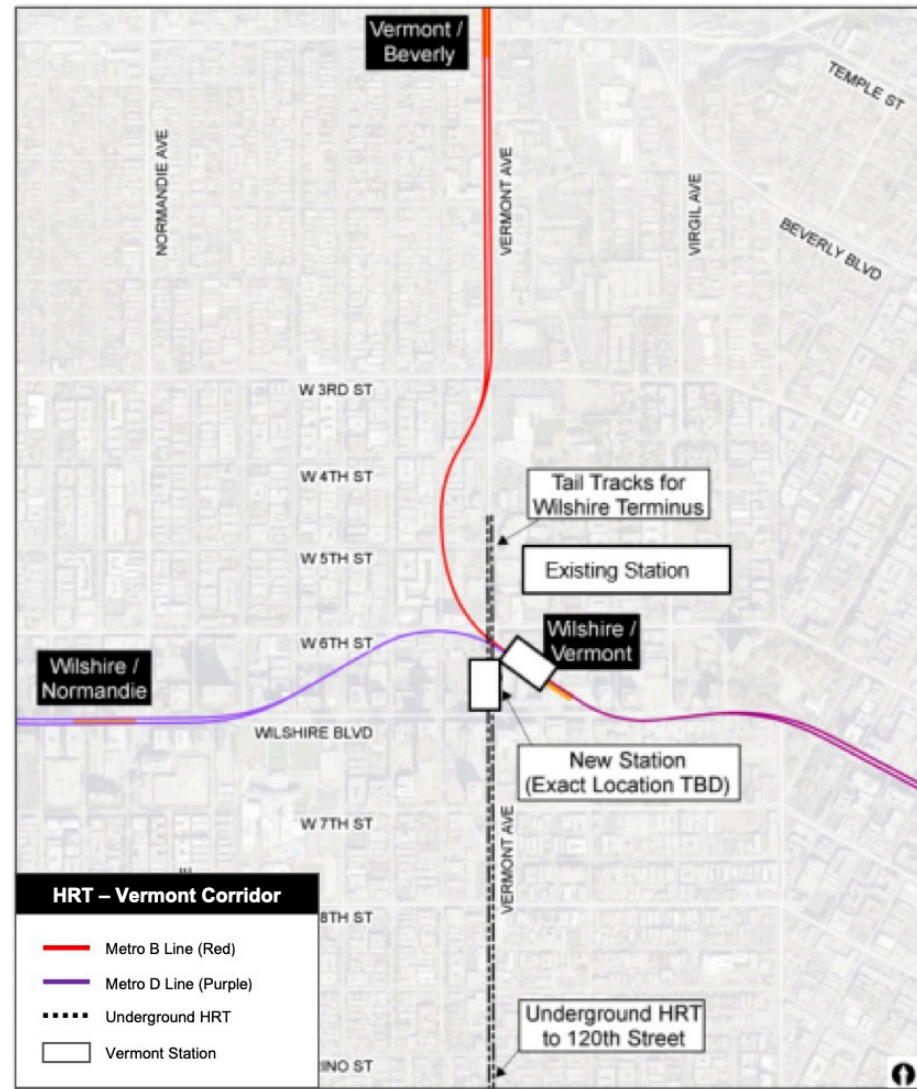 Vermont /
Beverly
TEMPLE ST
NORMANDIE AVE
VERMONT AVE
VIRGIL AVE
BEVERLY BLVD
W 3RD ST
W 4TH ST
Tail Tracks for
Wilshire Terminus
W 5TH ST
Existing Station
W 6TH ST
Wilshire /
Vermont
Wilshire /
Normandie
WILSHIRE BLVD
New Station
(Exact Location TBD)
W 7TH ST
VERMONT AVE
HRT – Vermont Corridor
8TH ST
Metro B Line (Red)
Metro D Line (Purple)
Underground HRT
Vermont Station
Underground HRT
to 120th Street
RINO ST